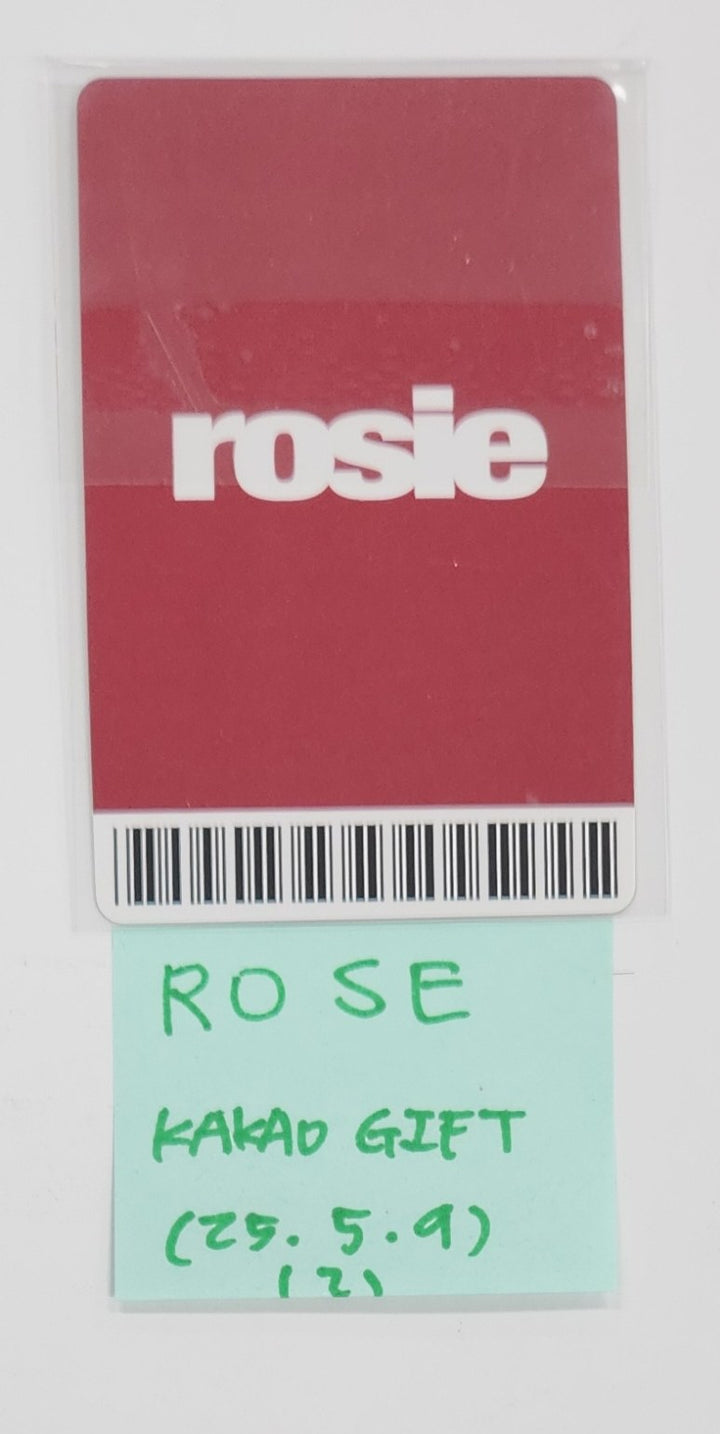 rosie
ROSE
KAKAO GIFT
(25.5.9)
(2)